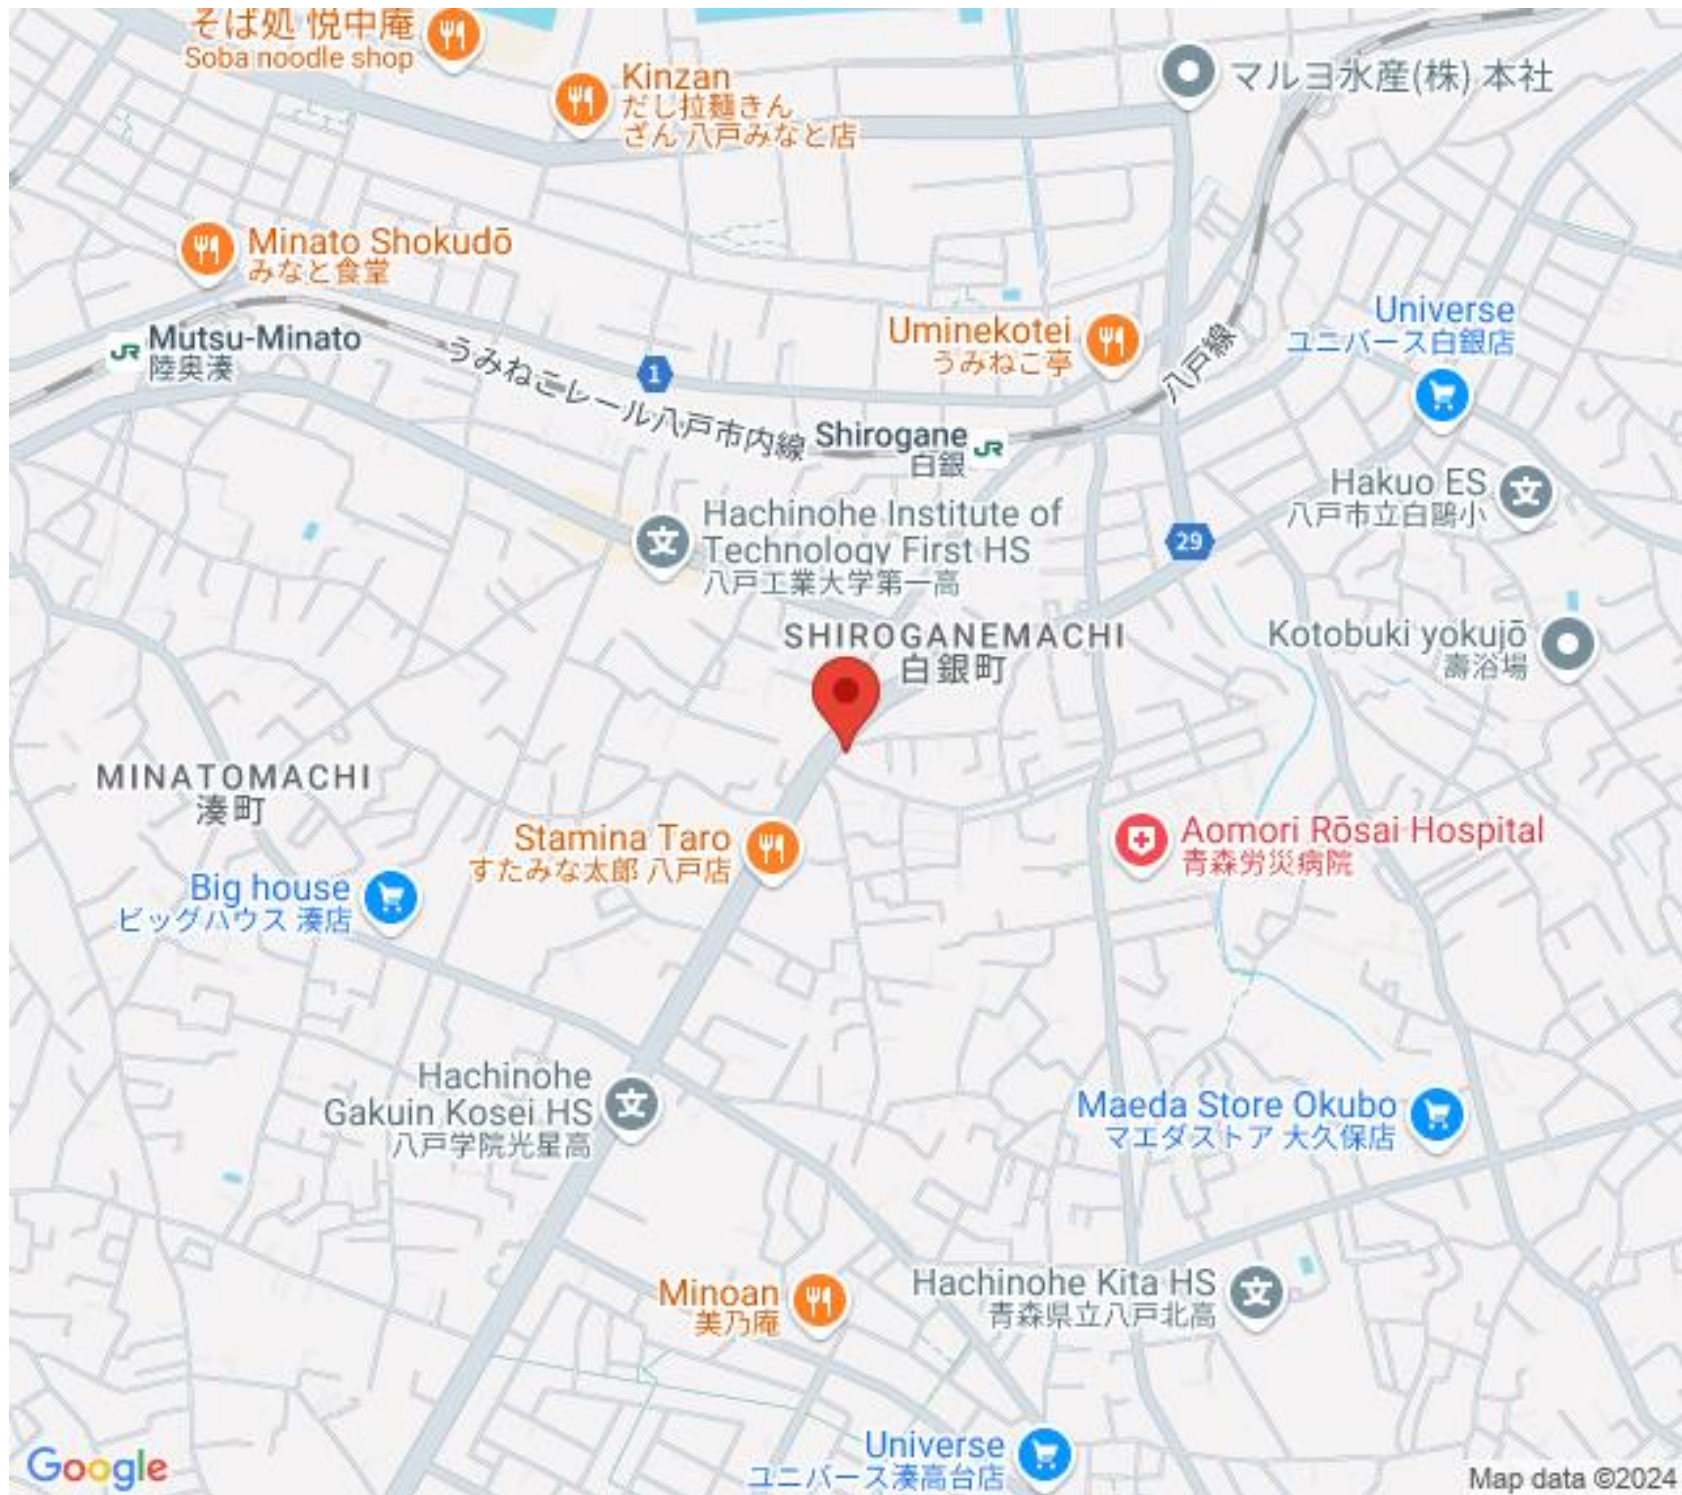 そば処 悦中庵
Soba noodle shop
Kinzan
だし拉麺きん
ざん 八戸みなと店
マルヨ水産(株) 本社
Minato Shokudō
みなと食堂
Mutsu-Minato
陸奥湊
JR
うみねこレール八戸市内線
1
Uminekotei
うみねこ亭
八戸線
Universe
ユニバース白銀店
Shirogane
白銀
JR
Hachinohe Institute of
Technology First HS
八戸工業大学第一高
文
29
Hakuo ES
八戸市立白鷗小
文
SHIROGANEMACHI
白銀町
Kotobuki yokujō
壽浴場
MINATOMACHI
湊町
Stamina Taro
すたみな太郎 八戸店
Aomori Rōsai Hospital
青森労災病院
Big house
ビッグハウス 湊店
Hachinohe
Gakuin Kosei HS
八戸学院光星高
文
Maeda Store Okubo
マエダストア 大久保店
Minoan
美乃庵
Hachinohe Kita HS
青森県立八戸北高
文
Universe
ユニバース湊高台店
Google
Map data ©2024